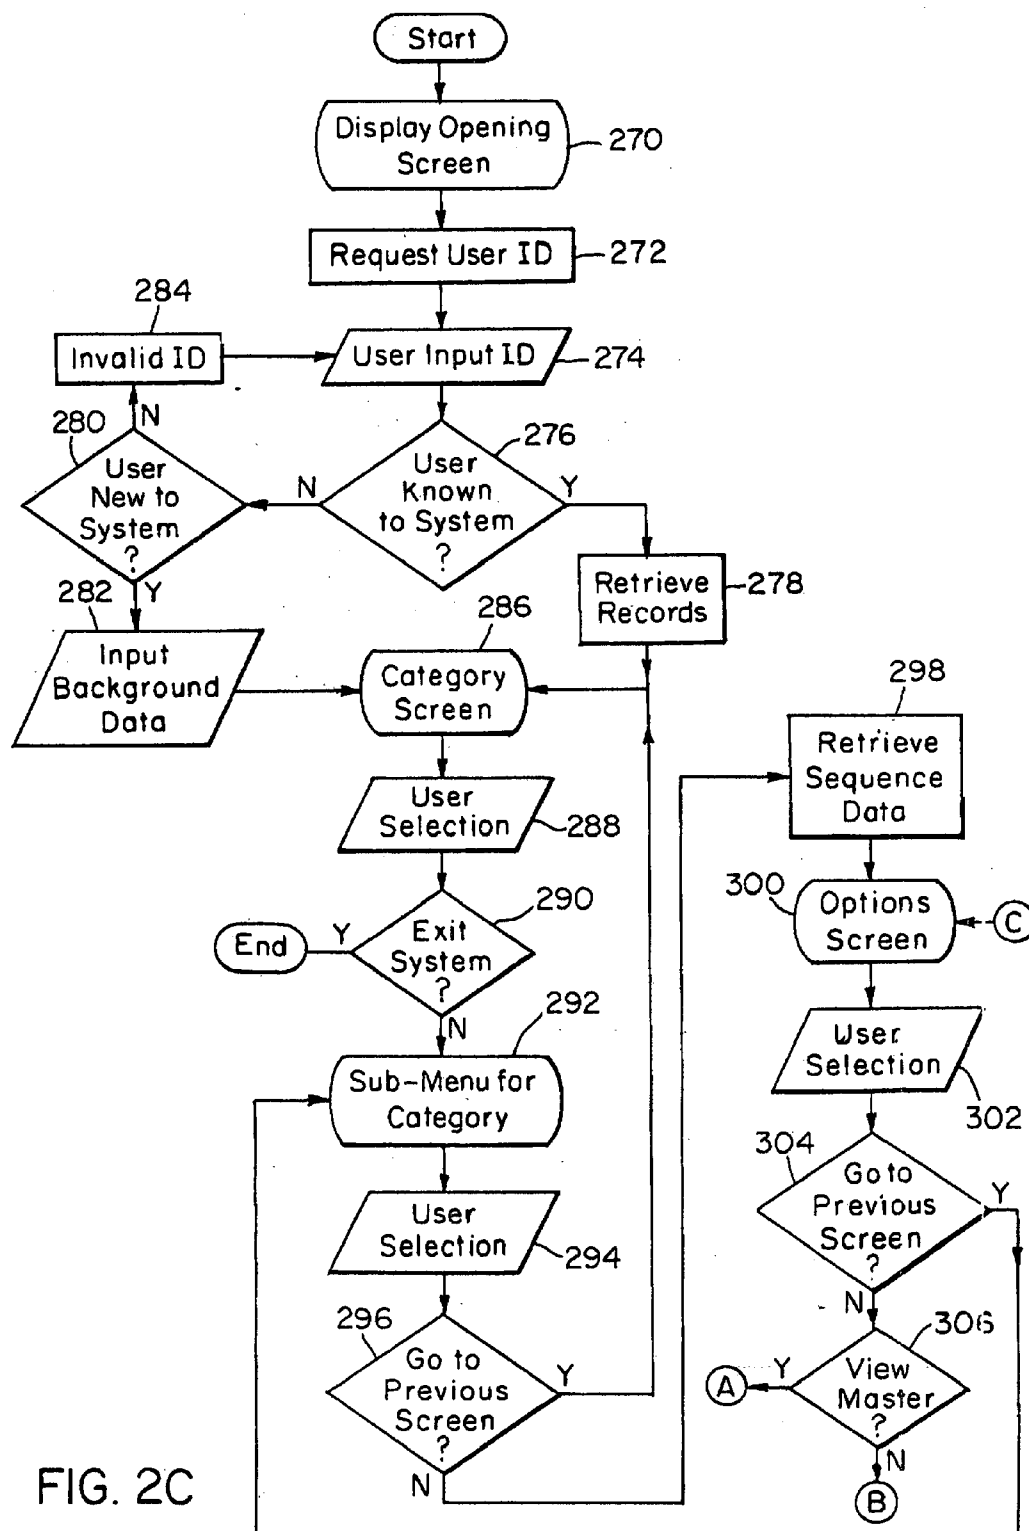 Start
Display Opening
Screen
270
Request User ID
272
284
Invalid ID
User Input ID
274
280
N
276
User
New to
System
?
N
User
Known
to System
?
Y
282
Y
Retrieve
Records
278
286
Input
Background
Data
Category
Screen
298
Retrieve
Sequence
Data
User
Selection
288
290
300
Options
Screen
C
End
Y
Exit
System
?
N
292
User
Selection
302
Sub-Menu for
Category
304
Go to
Previous
Screen
?
Y
N
User
Selection
294
296
Go to
Previous
Screen
?
Y
N
306
A
Y
View
Master
?
N
B
FIG. 2C